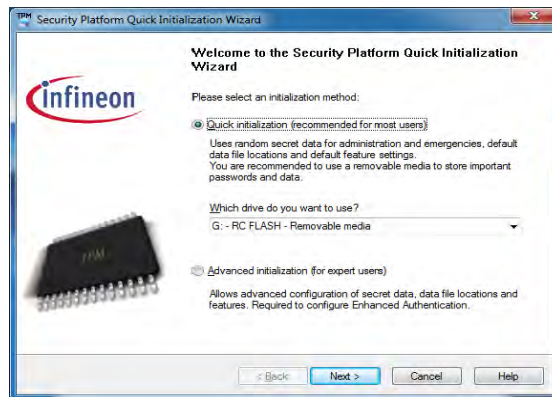 Security Platform Quick Initialization Wizard
Welcome to the Security Platform Quick Initialization
Wizard
infineon
Please select an initialization method:
Quick initialization (recommended for most users)
Uses random secret data for administration and emergencies, default
data file locations and default feature settings.
You are recommended to use a removable media to store important
passwords and data.
Which drive do you want to use?
G: - RC FLASH - Removable media
TPM
Advanced initialization (for expert users)
Allows advanced configuration of secret data, data file locations and
features. Required to configure Enhanced Authentication.
< Back
Next >
Cancel
Help